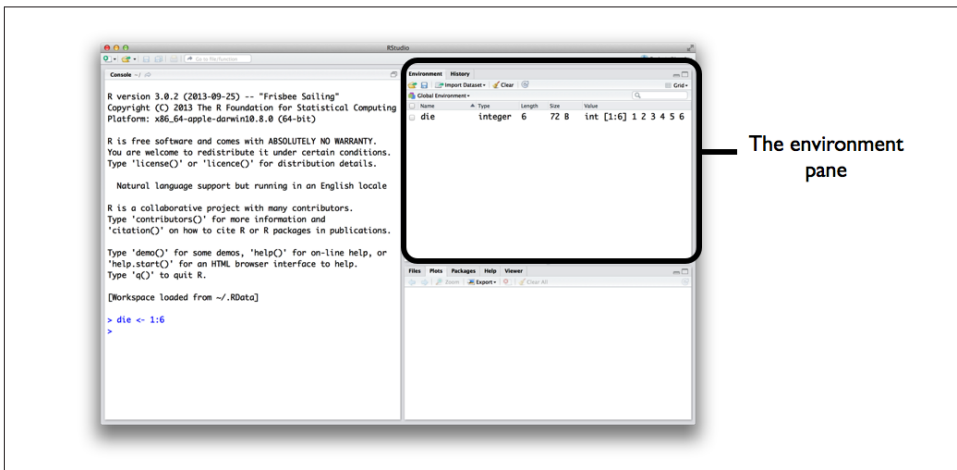 RStudio
Go to file/function
Console ~/
R version 3.0.2 (2013-09-25) -- "Frisbee Sailing"
Copyright (C) 2013 The R Foundation for Statistical Computing
Platform: x86_64-apple-darwin10.8.0 (64-bit)
R is free software and comes with ABSOLUTELY NO WARRANTY.
You are welcome to redistribute it under certain conditions.
Type 'license()' or 'licence()' for distribution details.
Natural language support but running in an English locale
R is a collaborative project with many contributors.
Type 'contributors()' for more information and
'citation()' on how to cite R or R packages in publications.
Type 'demo()' for some demos, 'help()' for on-line help, or
'help.start()' for an HTML browser interface to help.
Type 'q()' to quit R.
[Workspace loaded from ~/.RData]
> die <- 1:6
>
Environment History
Import Dataset Clear Grid
Global Environment
Name Type Length Size Value
die integer 6 72 B int [1:6] 1 2 3 4 5 6
Files Plots Packages Help Viewer
Zoom Export Clear All
The environment
pane